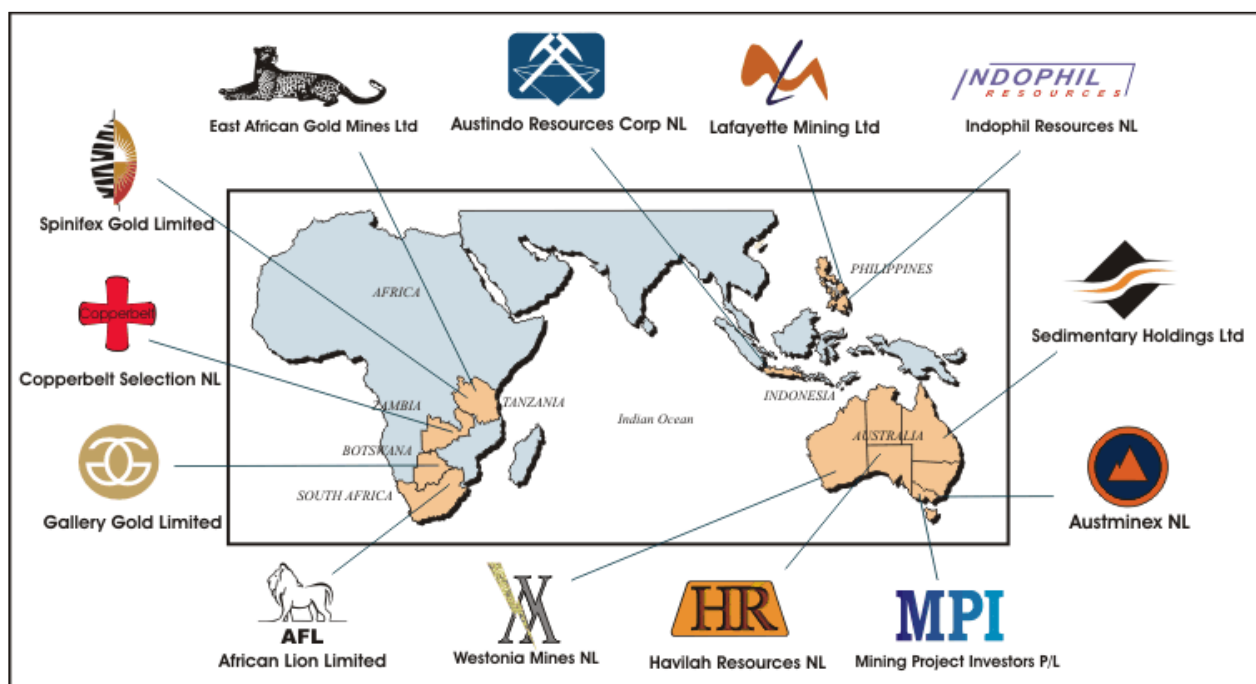 East African Gold Mines Ltd
Austindo Resources Corp NL
Lafayette Mining Ltd
INDOPHIL
RESOURCES
Indophil Resources NL
Spinifex Gold Limited
Copperbelt
Copperbelt Selection NL
GG
Gallery Gold Limited
AFRICA
PHILIPPINES
ZAMBIA
TANZANIA
INDONESIA
Indian Ocean
BOTSWANA
AUSTRALIA
SOUTH AFRICA
Sedimentary Holdings Ltd
Austminex NL
AFL
African Lion Limited
Westonia Mines NL
HR
Havilah Resources NL
MPI
Mining Project Investors P/L